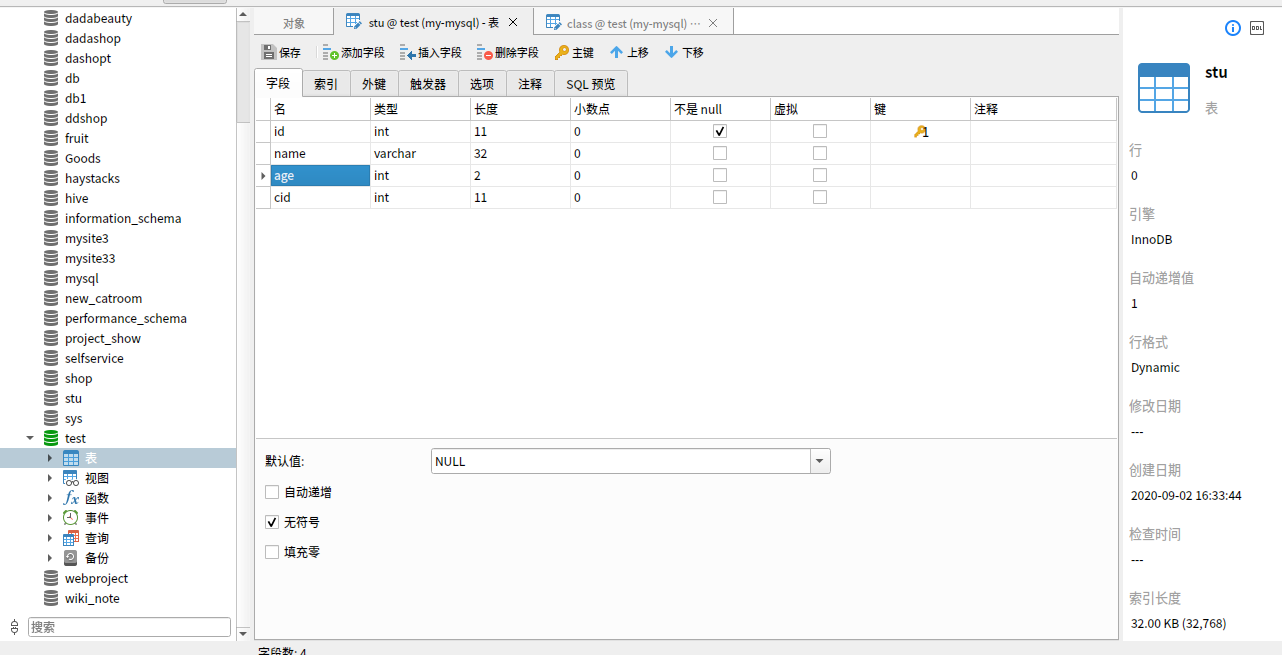 dadabeauty
dadashop
dashopt
db
db1
ddshop
fruit
Goods
haystacks
hive
information_schema
mysite3
mysite33
mysql
new_catroom
performance_schema
project_show
selfservice
shop
stu
sys
test
表
视图
函数
事件
查询
备份
webproject
wiki_note
搜索
对象 stu @ test (my-mysql) - 表 class @ test (my-mysql) ···
保存 添加字段 插入字段 删除字段 主键 上移 下移
字段 索引 外键 触发器 选项 注释 SQL 预览
名 类型 长度 小数点 不是 null 虚拟 键 注释
id int 11 0 1
name varchar 32 0
age int 2 0
cid int 11 0
默认值: NULL
自动递增
无符号
填充零
字段数: 4
DDL
stu
表
行
0
引擎
InnoDB
自动递增值
1
行格式
Dynamic
修改日期
---
创建日期
2020-09-02 16:33:44
检查时间
---
索引长度
32.00 KB (32,768)